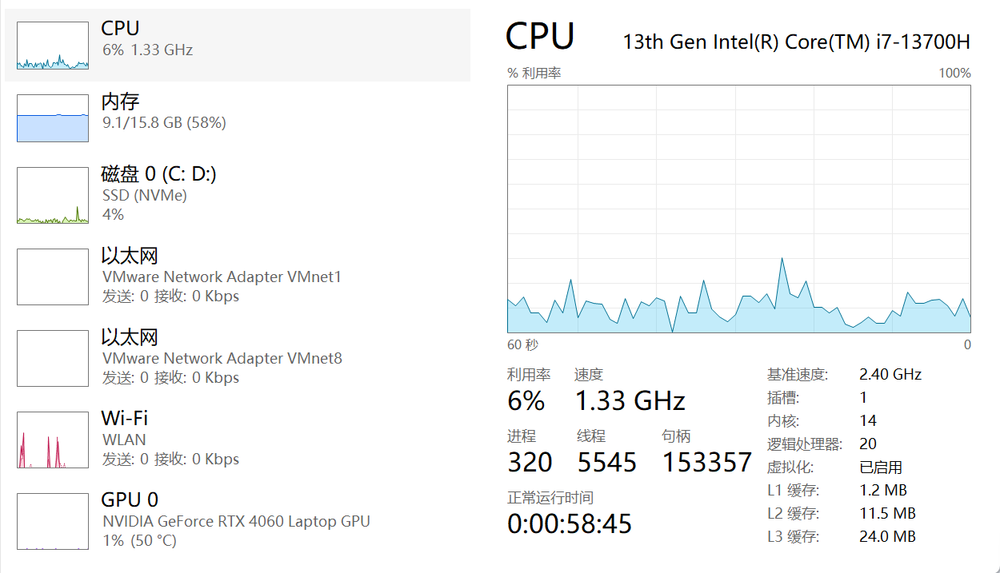 CPU
6% 1.33 GHz
内存
9.1/15.8 GB (58%)
磁盘 0 (C: D:)
SSD (NVMe)
4%
以太网
VMware Network Adapter VMnet1
发送: 0 接收: 0 Kbps
以太网
VMware Network Adapter VMnet8
发送: 0 接收: 0 Kbps
Wi-Fi
WLAN
发送: 0 接收: 0 Kbps
GPU 0
NVIDIA GeForce RTX 4060 Laptop GPU
1% (50 °C)
CPU 13th Gen Intel(R) Core(TM) i7-13700H
% 利用率 100%
60 秒 0
利用率 速度
6% 1.33 GHz
进程 线程 句柄
320 5545 153357
正常运行时间
0:00:58:45
基准速度: 2.40 GHz
插槽: 1
内核: 14
逻辑处理器: 20
虚拟化: 已启用
L1 缓存: 1.2 MB
L2 缓存: 11.5 MB
L3 缓存: 24.0 MB